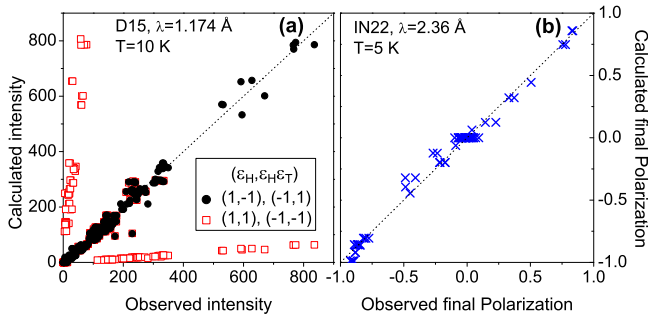 D15, λ=1.174 Å
(a)
T=10 K
800
600
400
200
0
Calculated intensity
(ε_H,ε_Hε_T)
(1,-1), (-1,1)
(1,1), (-1,-1)
0 200 400 600 800
Observed intensity
IN22, λ=2.36 Å
(b)
T=5 K
1.0
0.5
0.0
-0.5
-1.0
Calculated final Polarization
-1 -0.5 0.0 0.5 1.0
Observed final Polarization